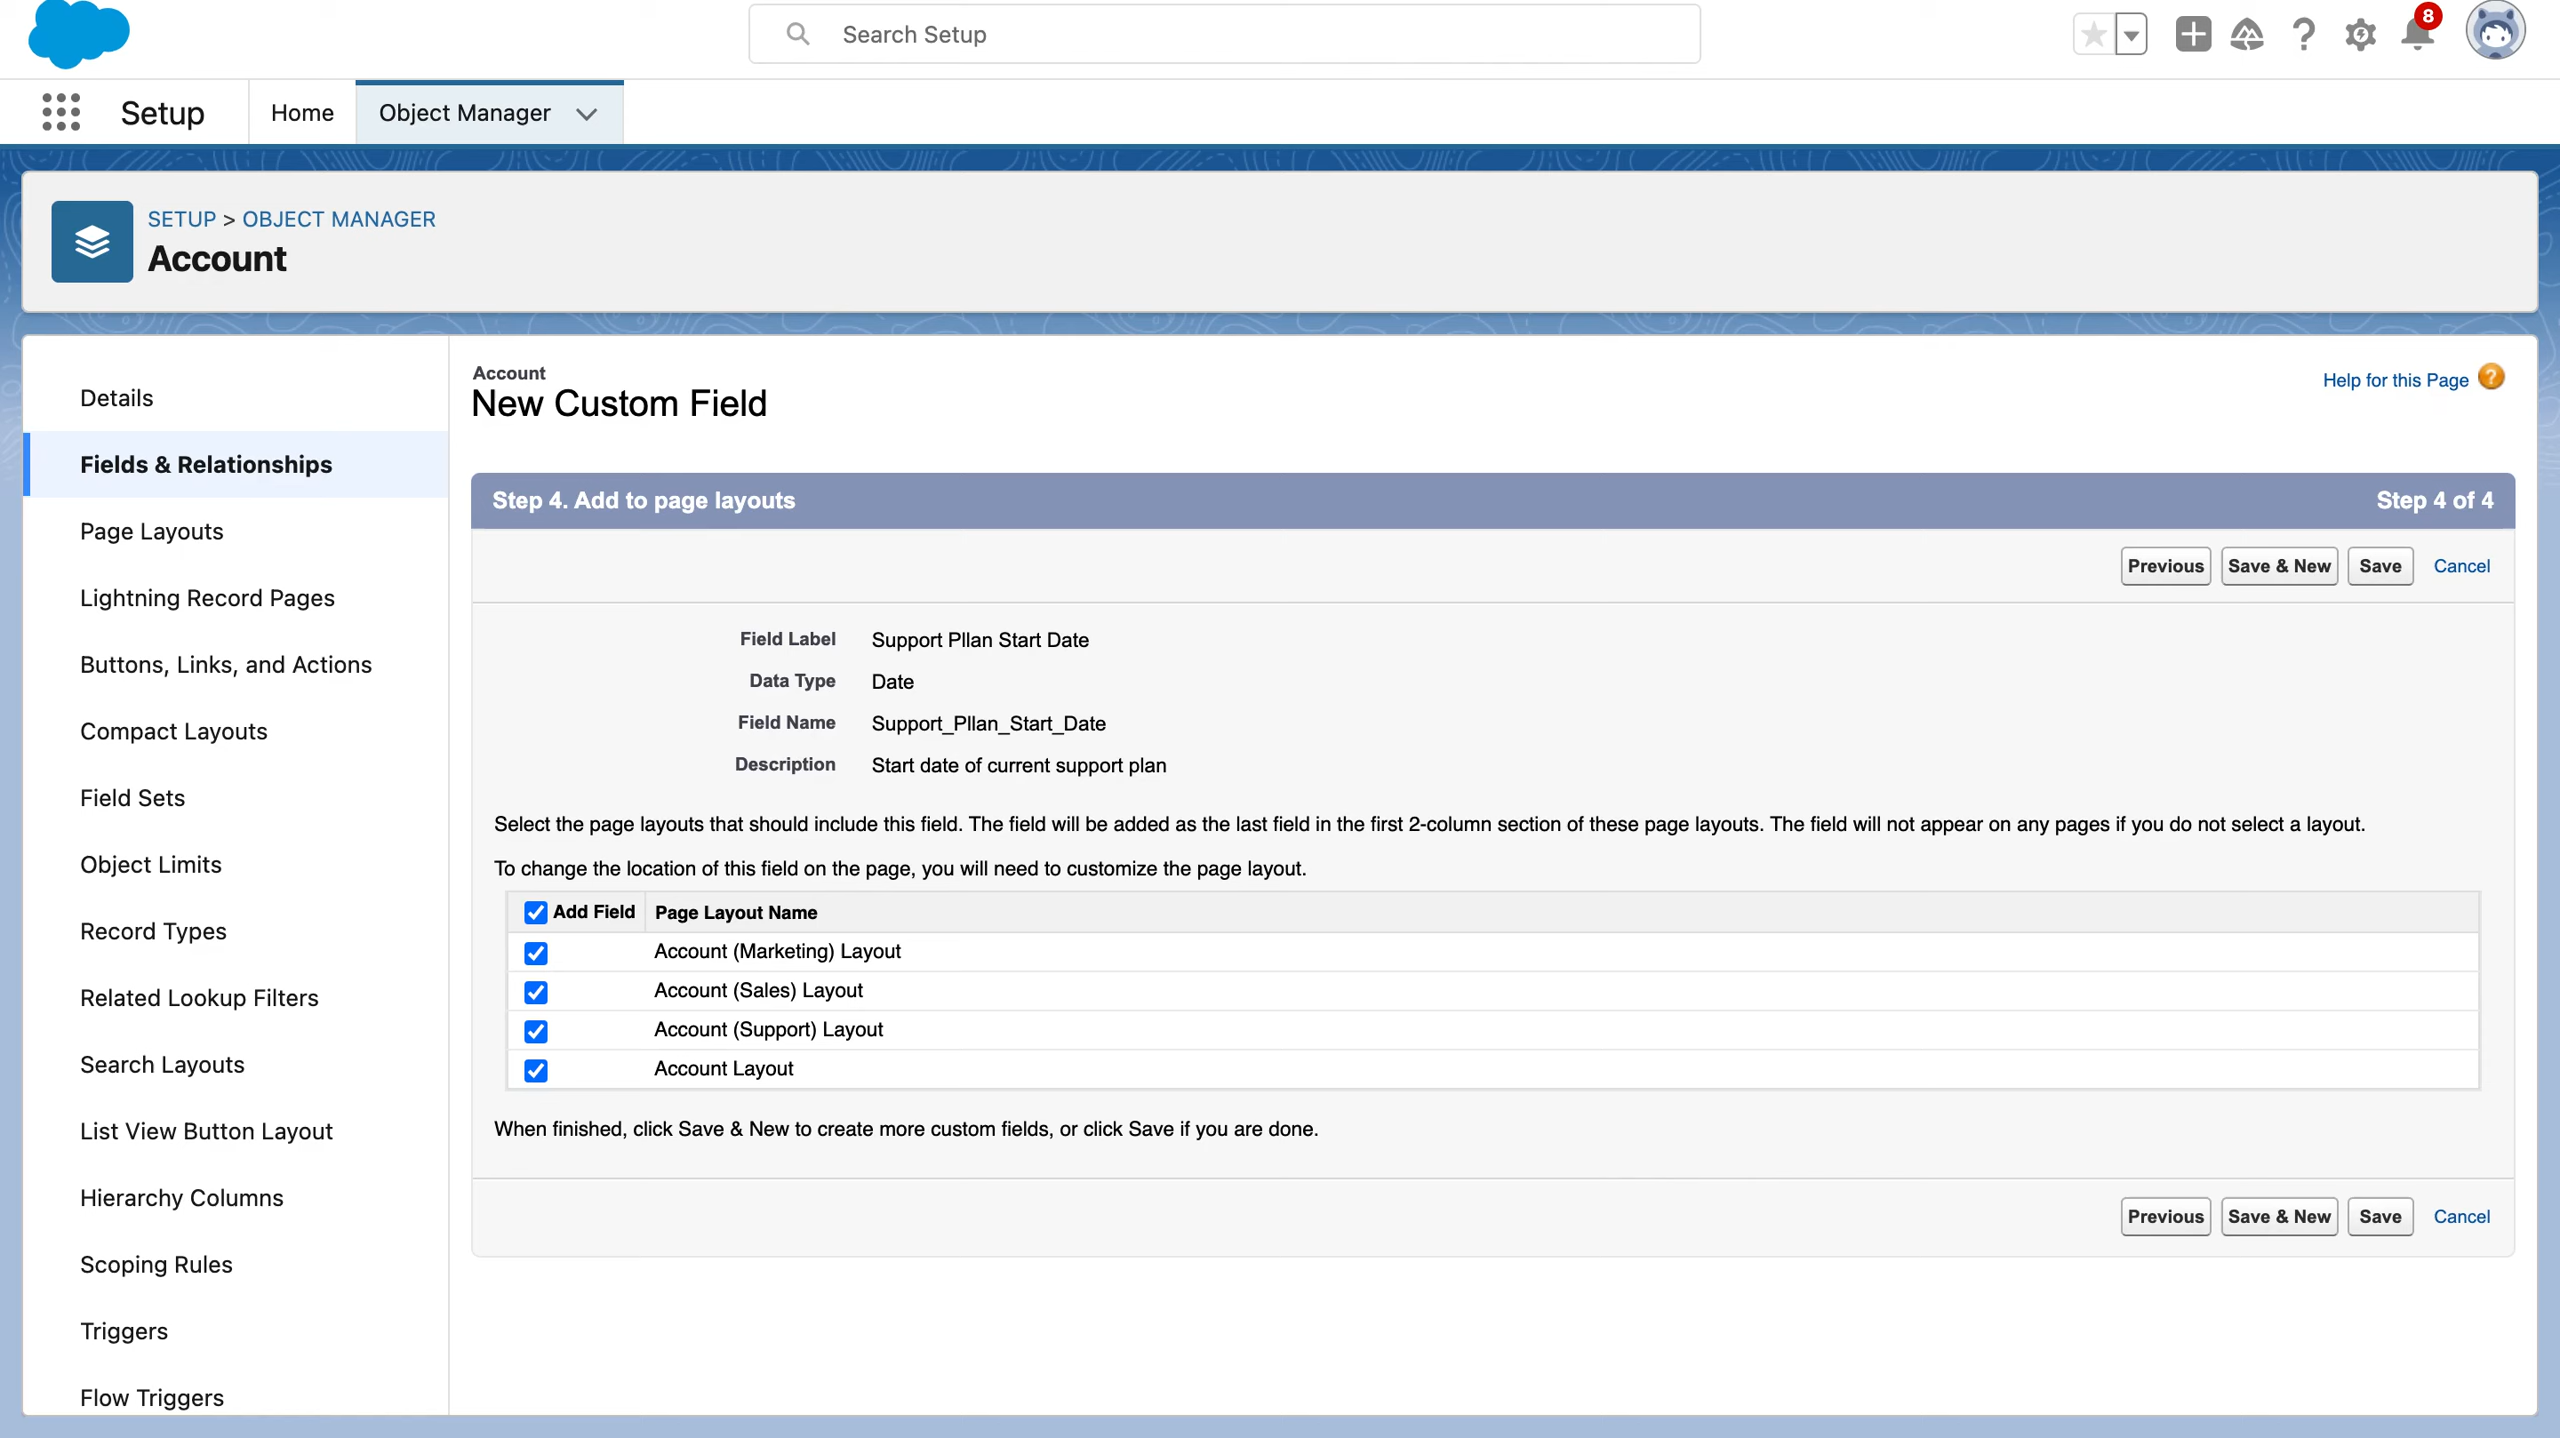 Search Setup
8
Setup
Home
Object Manager
SETUP > OBJECT MANAGER
Account
Details
Fields & Relationships
Page Layouts
Lightning Record Pages
Buttons, Links, and Actions
Compact Layouts
Field Sets
Object Limits
Record Types
Related Lookup Filters
Search Layouts
List View Button Layout
Hierarchy Columns
Scoping Rules
Triggers
Flow Triggers
Account
New Custom Field
Help for this Page ?
Step 4. Add to page layouts
Step 4 of 4
Previous Save & New Save Cancel
Field Label Support Pllan Start Date
Data Type Date
Field Name Support_Pllan_Start_Date
Description Start date of current support plan
Select the page layouts that should include this field. The field will be added as the last field in the first 2-column section of these page layouts. The field will not appear on any pages if you do not select a layout.
To change the location of this field on the page, you will need to customize the page layout.
Add Field Page Layout Name
Account (Marketing) Layout
Account (Sales) Layout
Account (Support) Layout
Account Layout
When finished, click Save & New to create more custom fields, or click Save if you are done.
Previous Save & New Save Cancel